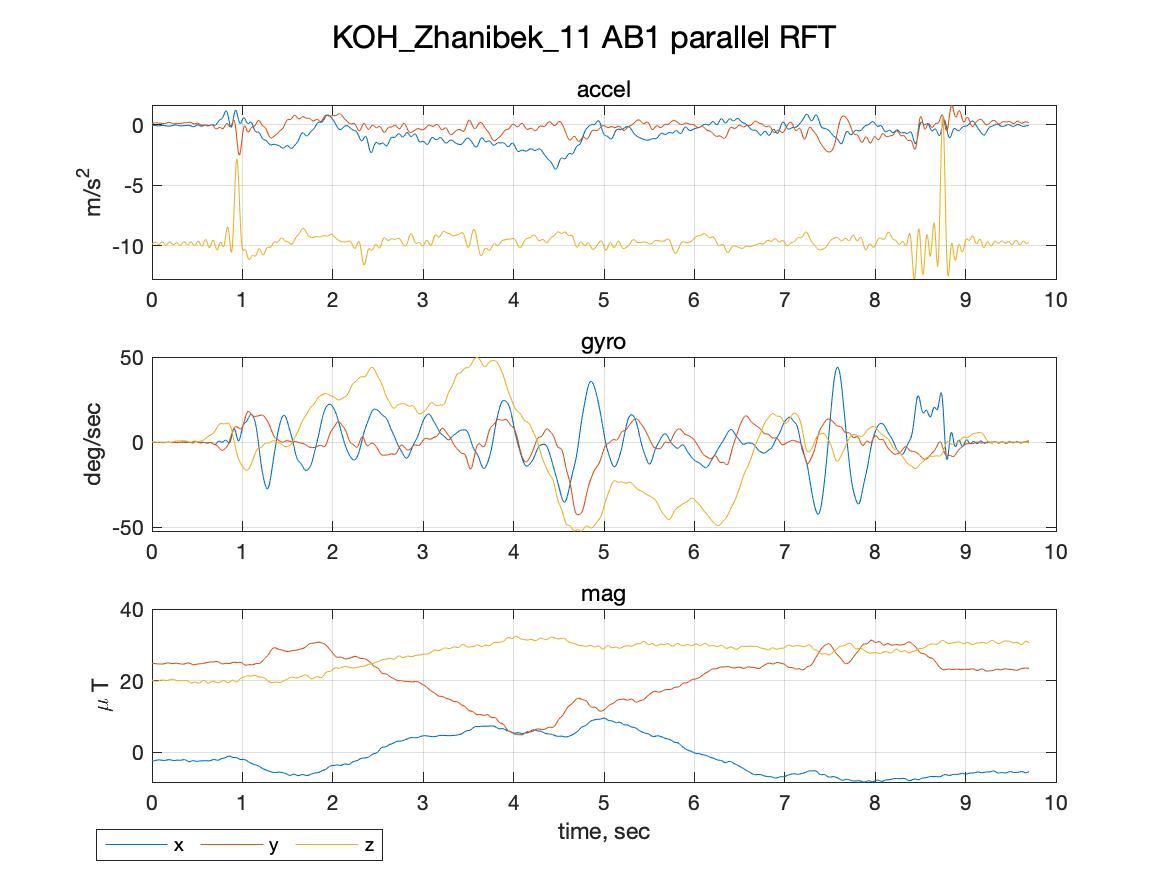 KOH_Zhanibek_11 AB1 parallel RFT
accel
0
-5
-10
m/s²
0 1 2 3 4 5 6 7 8 9 10
gyro
50
0
-50
deg/sec
0 1 2 3 4 5 6 7 8 9 10
mag
40
20
0
μ T
0 1 2 3 4 5 6 7 8 9 10
time, sec
x y z